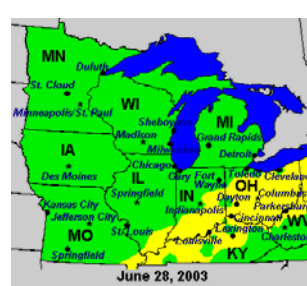 MN
Duluth
St. Cloud
Minneapolis/St. Paul
WI
MI
Sheboygan
Grand Rapids
Madison
Milwaukee
Detroit
IA
Chicago
Toledo Cleveland
Des Moines
IL
Gary Fort Wayne
OH
IN
Dayton
Columbus
Springfield
Parkersburg
Kansas City
Indianapolis
Cincinnati
WV
Jefferson City
St. Louis
Charleston
MO
Louisville
Lexington
Springfield
KY
June 28, 2003